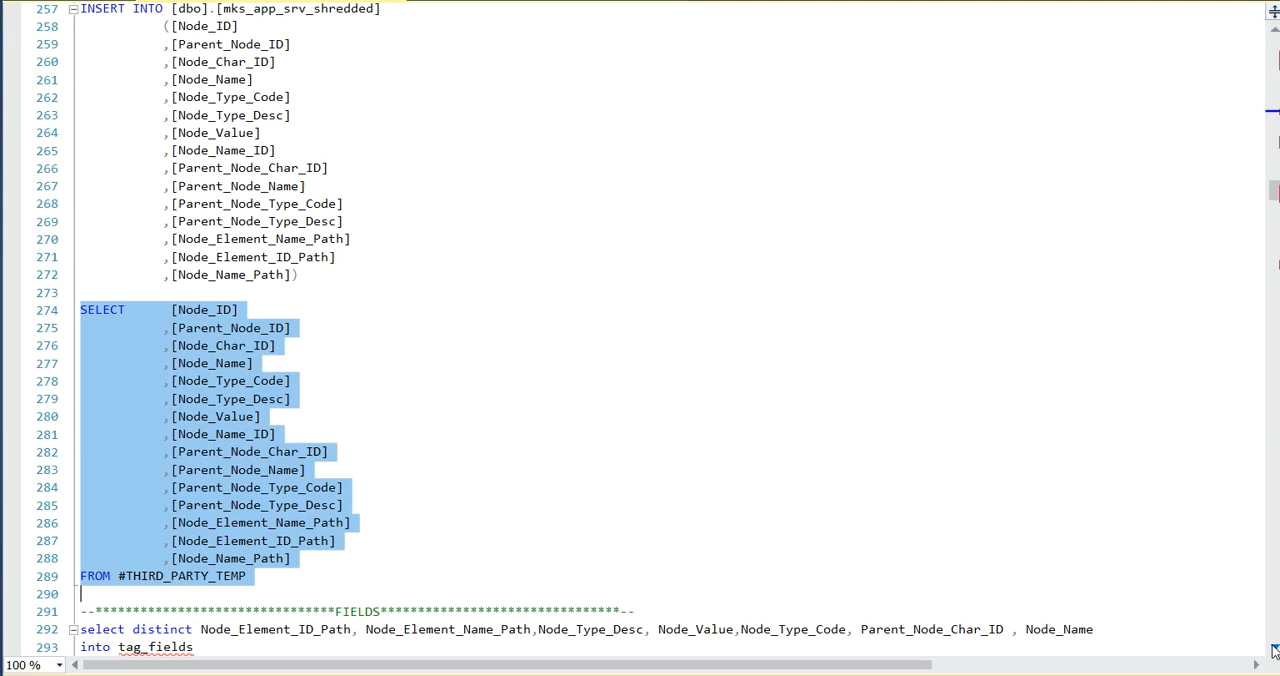 257 INSERT INTO [dbo].[mks_app_srv_shredded]
258 ([Node_ID]
259 ,[Parent_Node_ID]
260 ,[Node_Char_ID]
261 ,[Node_Name]
262 ,[Node_Type_Code]
263 ,[Node_Type_Desc]
264 ,[Node_Value]
265 ,[Node_Name_ID]
266 ,[Parent_Node_Char_ID]
267 ,[Parent_Node_Name]
268 ,[Parent_Node_Type_Code]
269 ,[Parent_Node_Type_Desc]
270 ,[Node_Element_Name_Path]
271 ,[Node_Element_ID_Path]
272 ,[Node_Name_Path])
273
274 SELECT [Node_ID]
275 ,[Parent_Node_ID]
276 ,[Node_Char_ID]
277 ,[Node_Name]
278 ,[Node_Type_Code]
279 ,[Node_Type_Desc]
280 ,[Node_Value]
281 ,[Node_Name_ID]
282 ,[Parent_Node_Char_ID]
283 ,[Parent_Node_Name]
284 ,[Parent_Node_Type_Code]
285 ,[Parent_Node_Type_Desc]
286 ,[Node_Element_Name_Path]
287 ,[Node_Element_ID_Path]
288 ,[Node_Name_Path]
289 FROM #THIRD_PARTY_TEMP
290
291 --********************************FIELDS********************************--
292 select distinct Node_Element_ID_Path, Node_Element_Name_Path,Node_Type_Desc, Node_Value,Node_Type_Code, Parent_Node_Char_ID , Node_Name
293 into tag_fields
100 %